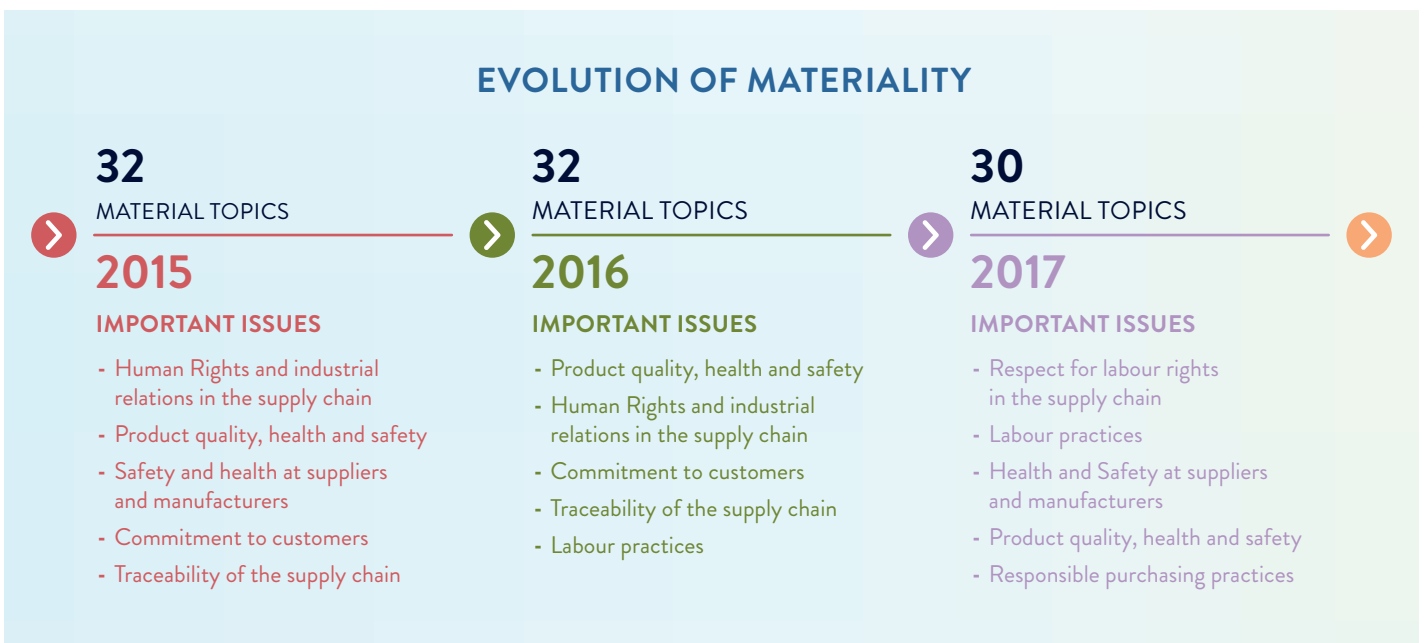 EVOLUTION OF MATERIALITY
32
MATERIAL TOPICS
2015
IMPORTANT ISSUES
- Human Rights and industrial
relations in the supply chain
- Product quality, health and safety
- Safety and health at suppliers
and manufacturers
- Commitment to customers
- Traceability of the supply chain
32
MATERIAL TOPICS
2016
IMPORTANT ISSUES
- Product quality, health and safety
- Human Rights and industrial
relations in the supply chain
- Commitment to customers
- Traceability of the supply chain
- Labour practices
30
MATERIAL TOPICS
2017
IMPORTANT ISSUES
- Respect for labour rights
in the supply chain
- Labour practices
- Health and Safety at suppliers
and manufacturers
- Product quality, health and safety
- Responsible purchasing practices